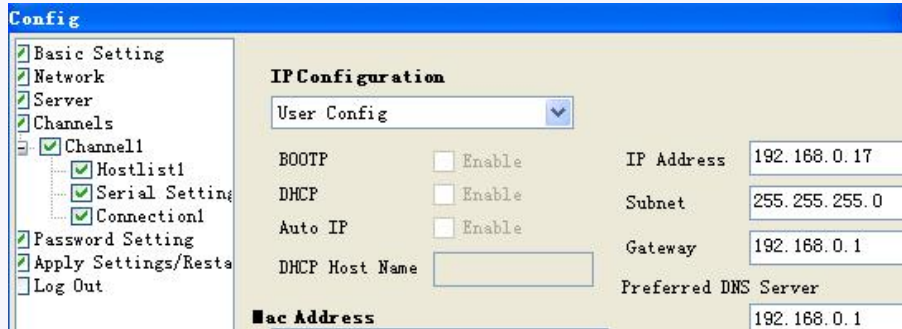 Config
Basic Setting
Network
Server
Channels
Channel1
Hostlist1
Serial Setting
Connection1
Password Setting
Apply Settings/Resta
Log Out
IPConfiguration
User Config
BOOTP Enable
DHCP Enable
Auto IP Enable
DHCP Host Name
IP Address 192.168.0.17
Subnet 255.255.255.0
Gateway 192.168.0.1
Preferred DNS Server
192.168.0.1
Mac Address